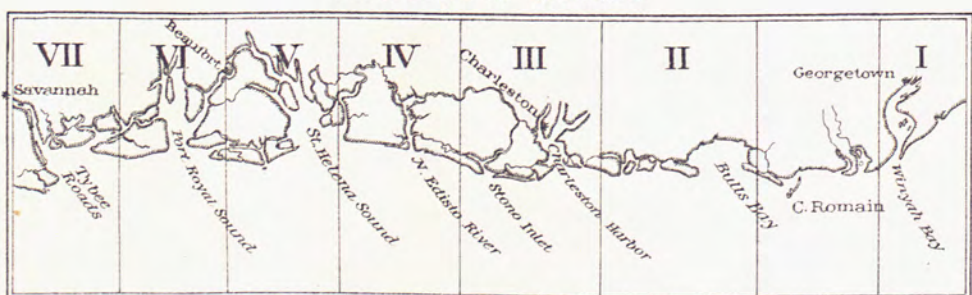 VII
VI
V
IV
III
II
I
Savannah
Beaufort
Charleston
Georgetown
Tybee
Roads
Port Royal Sound
St. Helena Sound
N. Edisto River
Stono Inlet
Charleston Harbor
Bulls Bay
C. Romain
Winyah Bay